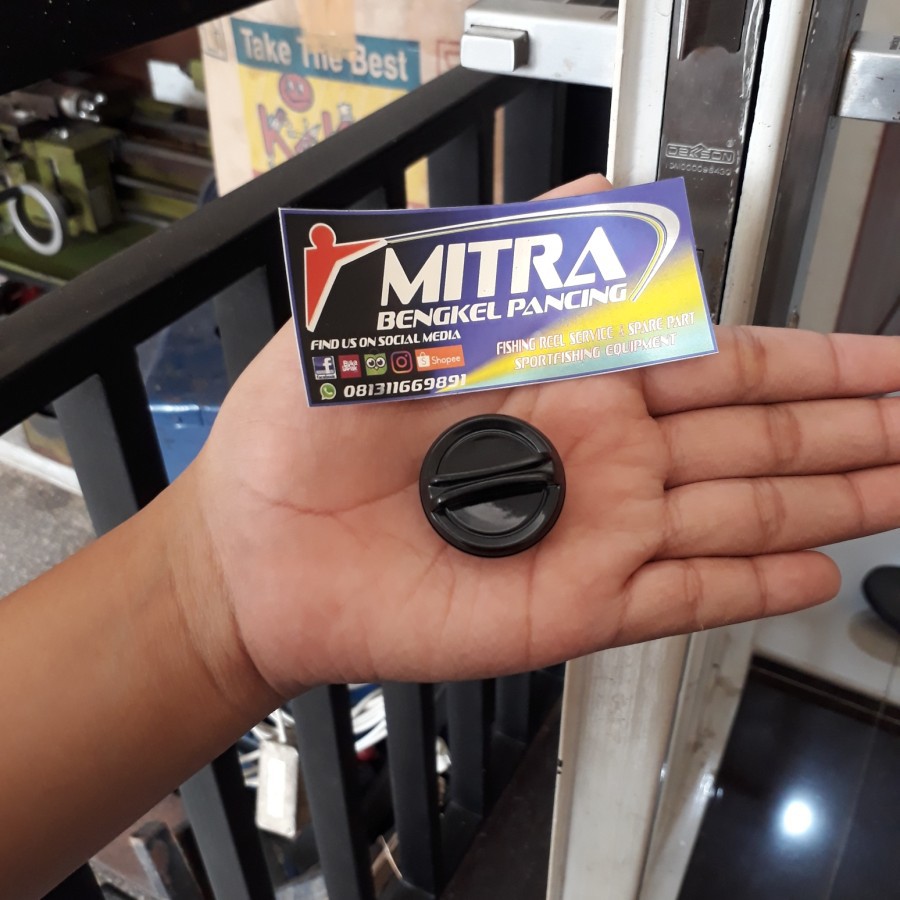 Take The Best
MITRA
BENGKEL PANCING
FIND US ON SOCIAL MEDIA
FISHING REEL SERVICE & SPARE PART
SPORTFISHING EQUIPMENT
Shopee
081311669891
DEKSON